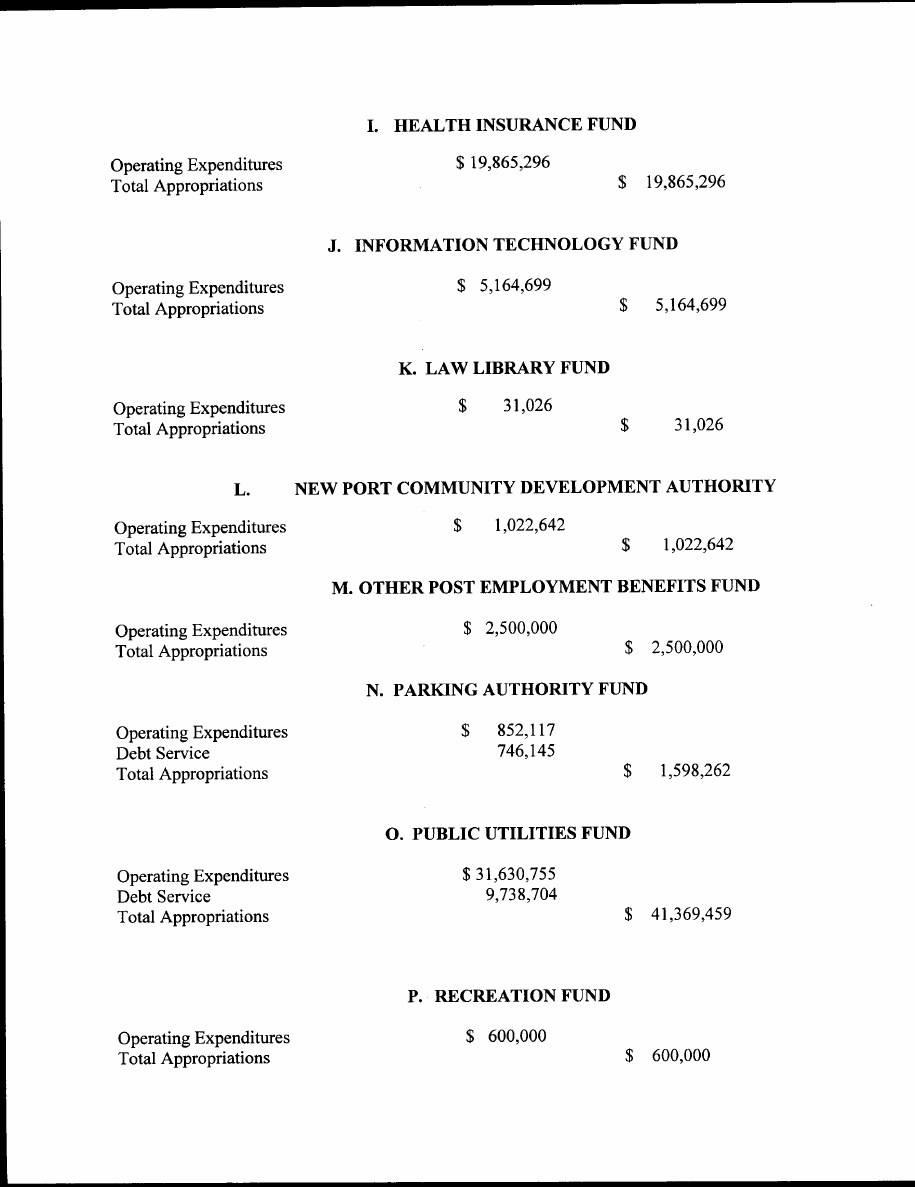 I. HEALTH INSURANCE FUND
Operating Expenditures $ 19,865,296
Total Appropriations $ 19,865,296
J. INFORMATION TECHNOLOGY FUND
Operating Expenditures $ 5,164,699
Total Appropriations $ 5,164,699
K. LAW LIBRARY FUND
Operating Expenditures $ 31,026
Total Appropriations $ 31,026
L. NEW PORT COMMUNITY DEVELOPMENT AUTHORITY
Operating Expenditures $ 1,022,642
Total Appropriations $ 1,022,642
M. OTHER POST EMPLOYMENT BENEFITS FUND
Operating Expenditures $ 2,500,000
Total Appropriations $ 2,500,000
N. PARKING AUTHORITY FUND
Operating Expenditures $ 852,117
Debt Service 746,145
Total Appropriations $ 1,598,262
O. PUBLIC UTILITIES FUND
Operating Expenditures $ 31,630,755
Debt Service 9,738,704
Total Appropriations $ 41,369,459
P. RECREATION FUND
Operating Expenditures $ 600,000
Total Appropriations $ 600,000